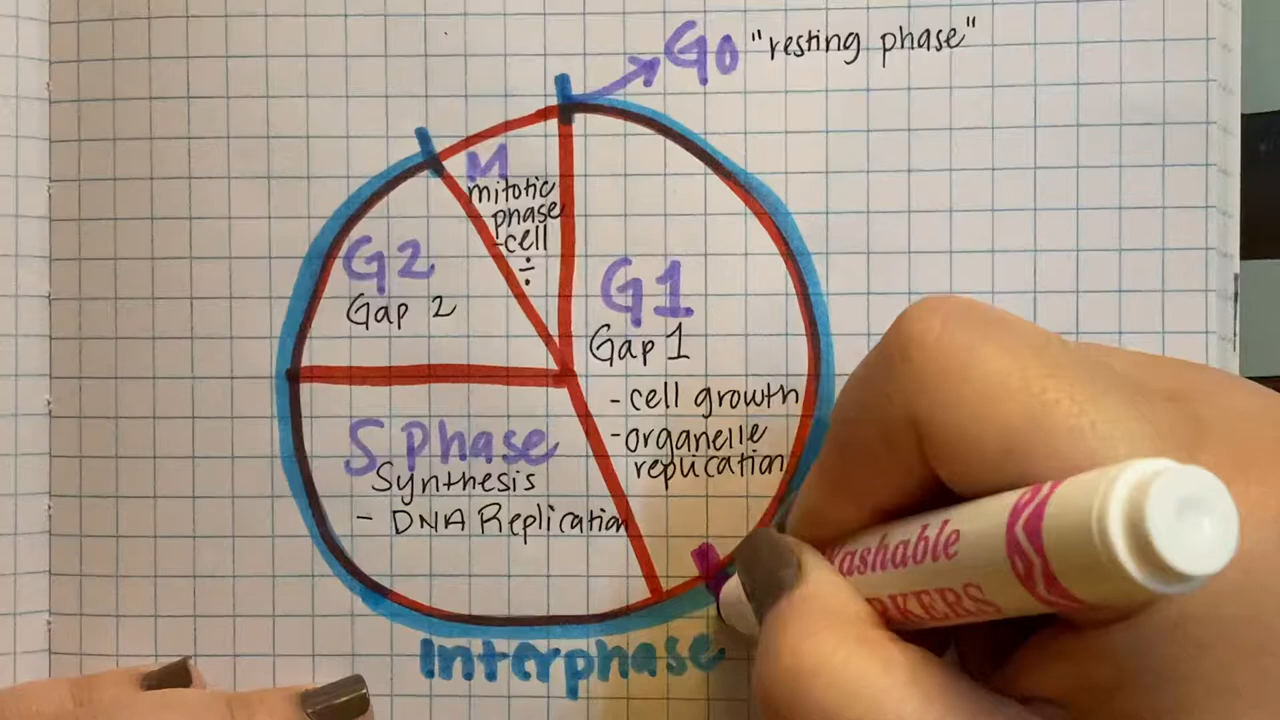 G0 "resting phase"
M
mitotic
phase
-cell
÷
G2
Gap 2
G1
Gap 1
- cell growth
- organelle
replication
S Phase
Synthesis
- DNA Replication
Washable
MARKERS
Interphase